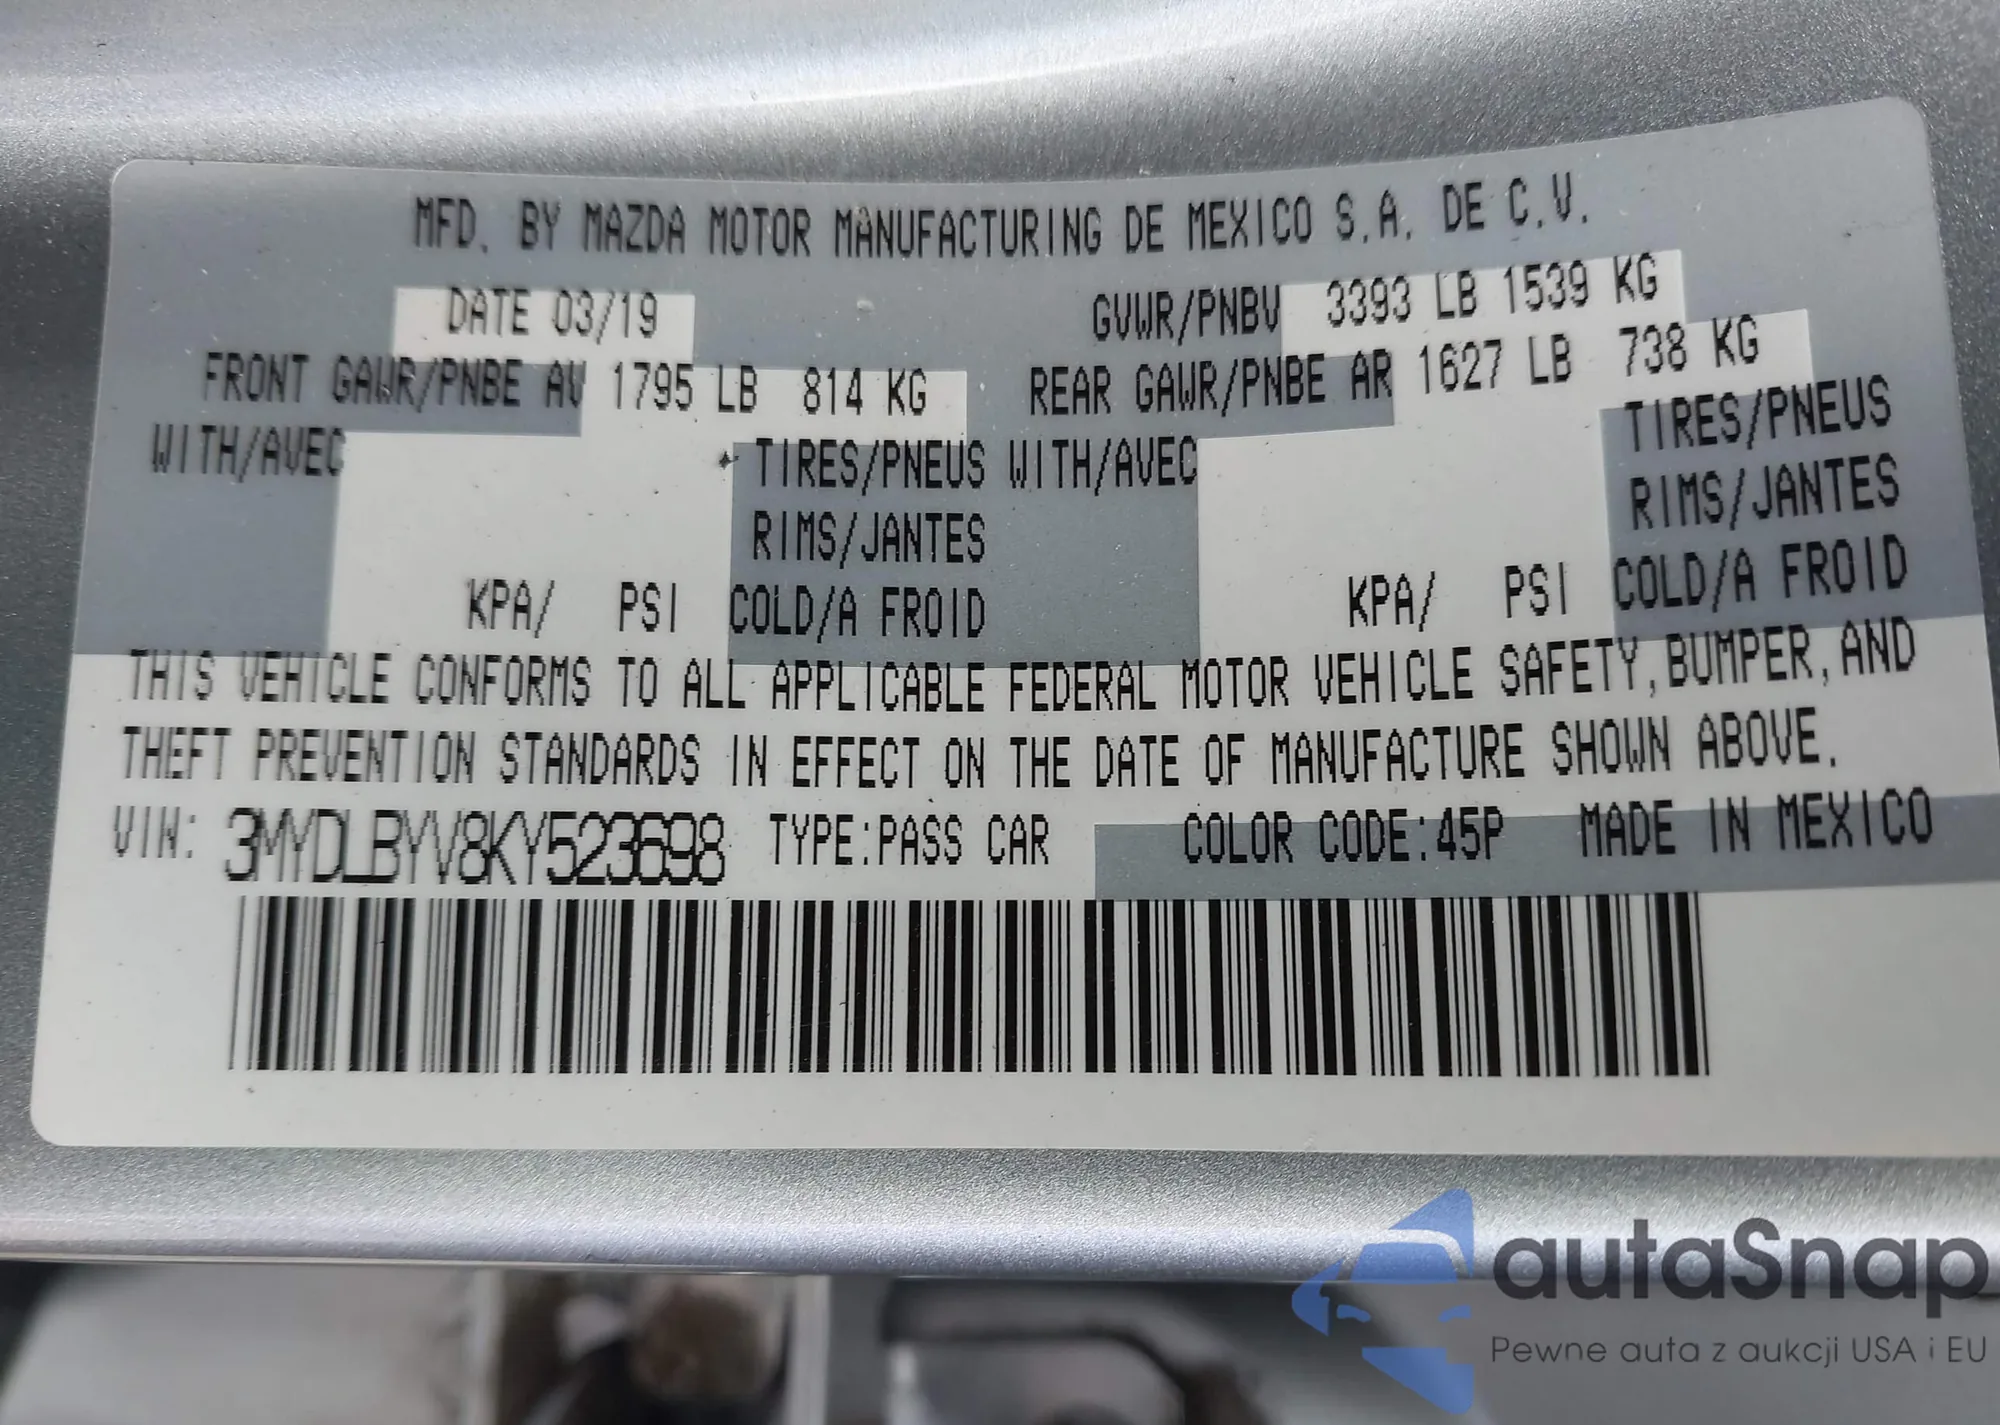 MFD. BY MAZDA MOTOR MANUFACTURING DE MEXICO S.A. DE C.V.
DATE 03/19 GVWR/PNBV 3393 LB 1539 KG
FRONT GAWR/PNBE AV 1795 LB 814 KG REAR GAWR/PNBE AR 1627 LB 738 KG
WITH/AVEC TIRES/PNEUS WITH/AVEC TIRES/PNEUS
RIMS/JANTES RIMS/JANTES
KPA/ PSI COLD/A FROID KPA/ PSI COLD/A FROID
THIS VEHICLE CONFORMS TO ALL APPLICABLE FEDERAL MOTOR VEHICLE SAFETY, BUMPER, AND
THEFT PREVENTION STANDARDS IN EFFECT ON THE DATE OF MANUFACTURE SHOWN ABOVE.
VIN: 3MYDLBYV8KY523698 TYPE:PASS CAR COLOR CODE:45P MADE IN MEXICO
autaSnap
Pewne auta z aukcji USA i EU